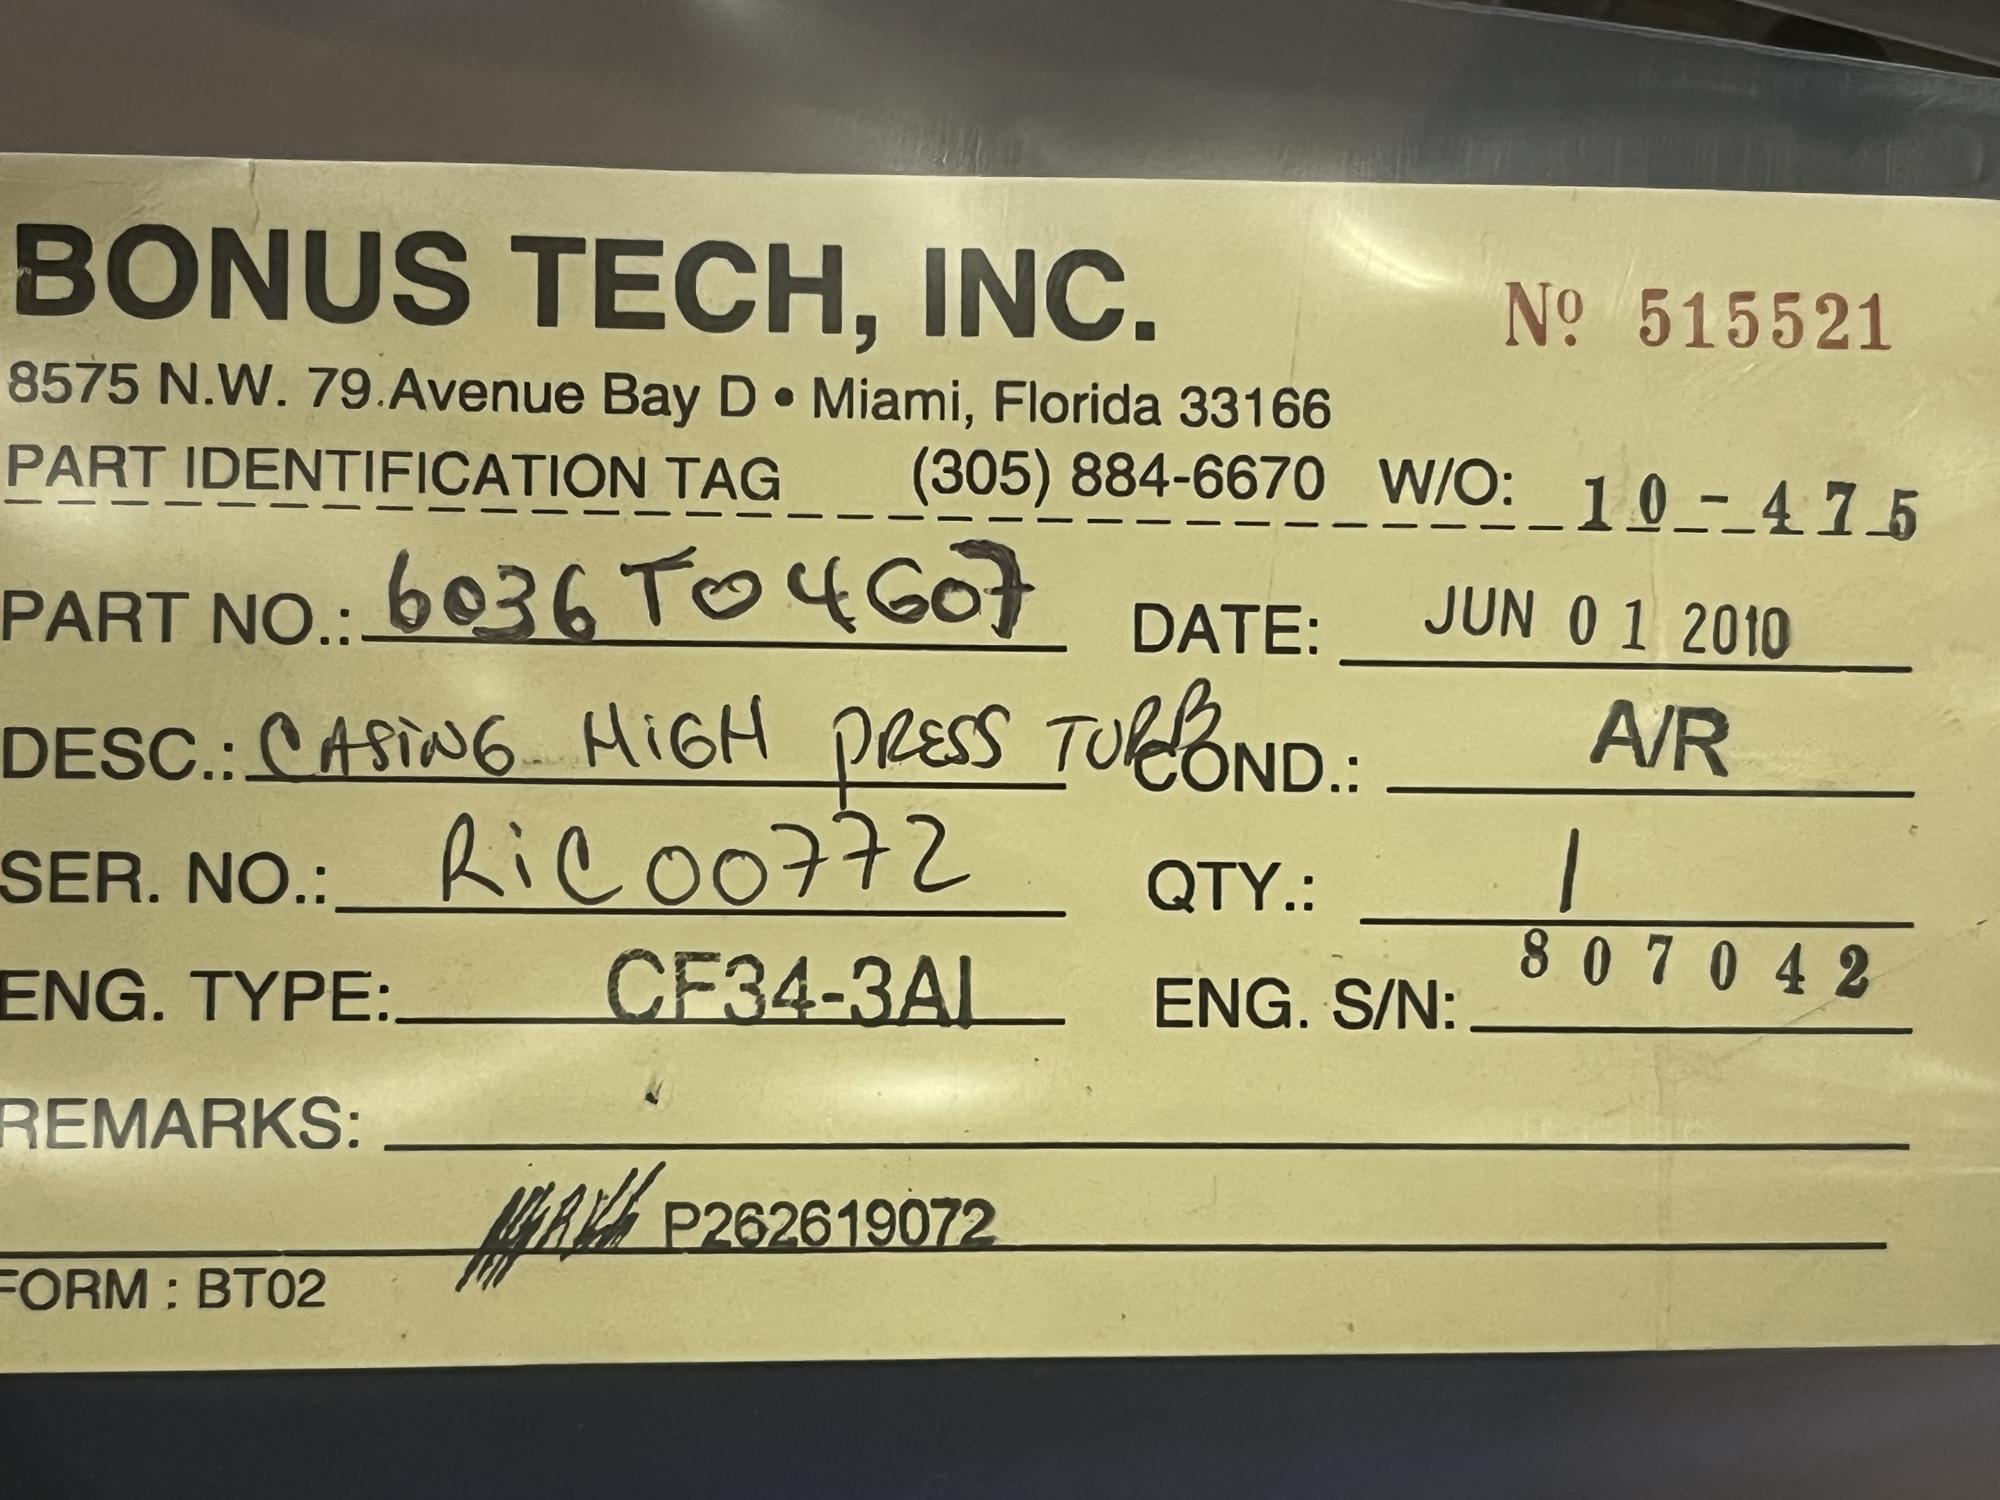 BONUS TECH, INC.
Nº 515521
8575 N.W. 79 Avenue Bay D • Miami, Florida 33166
PART IDENTIFICATION TAG (305) 884-6670 W/O: 10-475
PART NO.: 6036T04G07 DATE: JUN 01 2010
DESC.: CASiNG HiGH PRESS TURB COND.: A/R
SER. NO.: RiC00772 QTY.: 1
ENG. TYPE: CF34-3A1 ENG. S/N: 807042
REMARKS:
P262619072
FORM : BT02